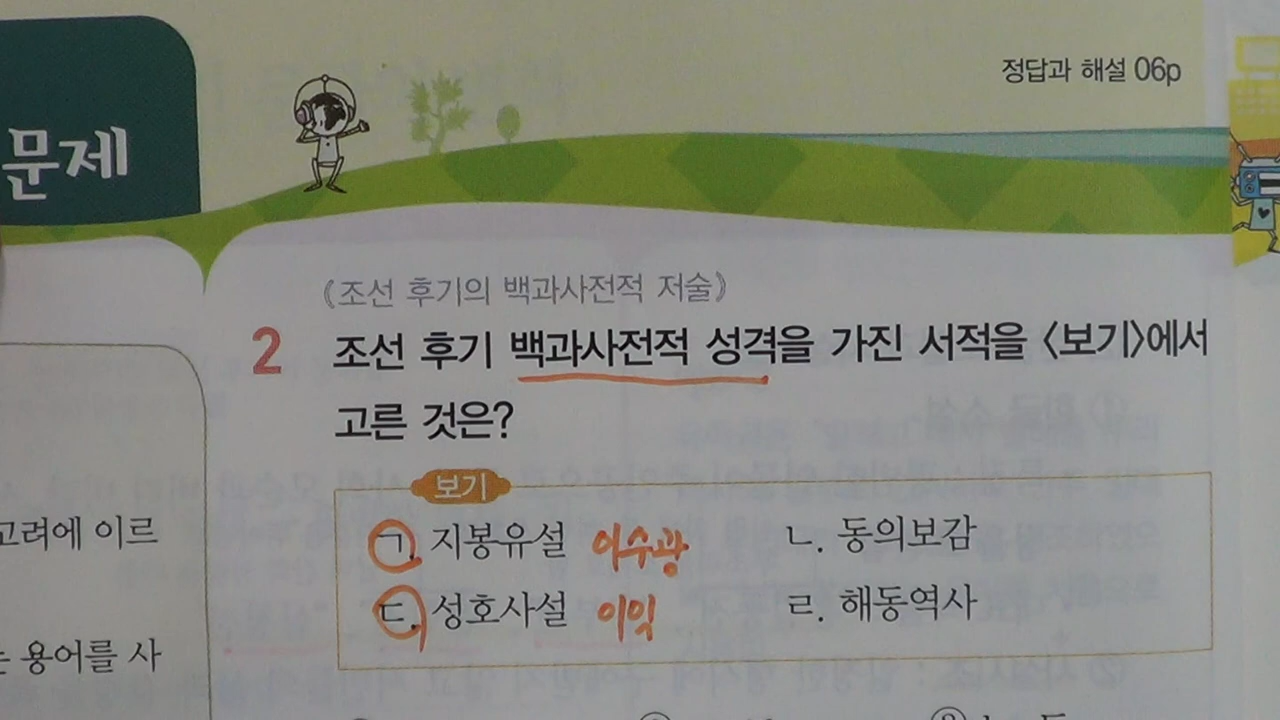 정답과 해설 06p
문제
《조선 후기의 백과사전적 저술》
2 조선 후기 백과사전적 성격을 가진 서적을 〈보기〉에서
고른 것은?
보기
고려에 이르
ㄱ. 지봉유설 이수광 ㄴ. 동의보감
ㄷ. 성호사설 이익 ㄹ. 해동역사
는 용어를 사